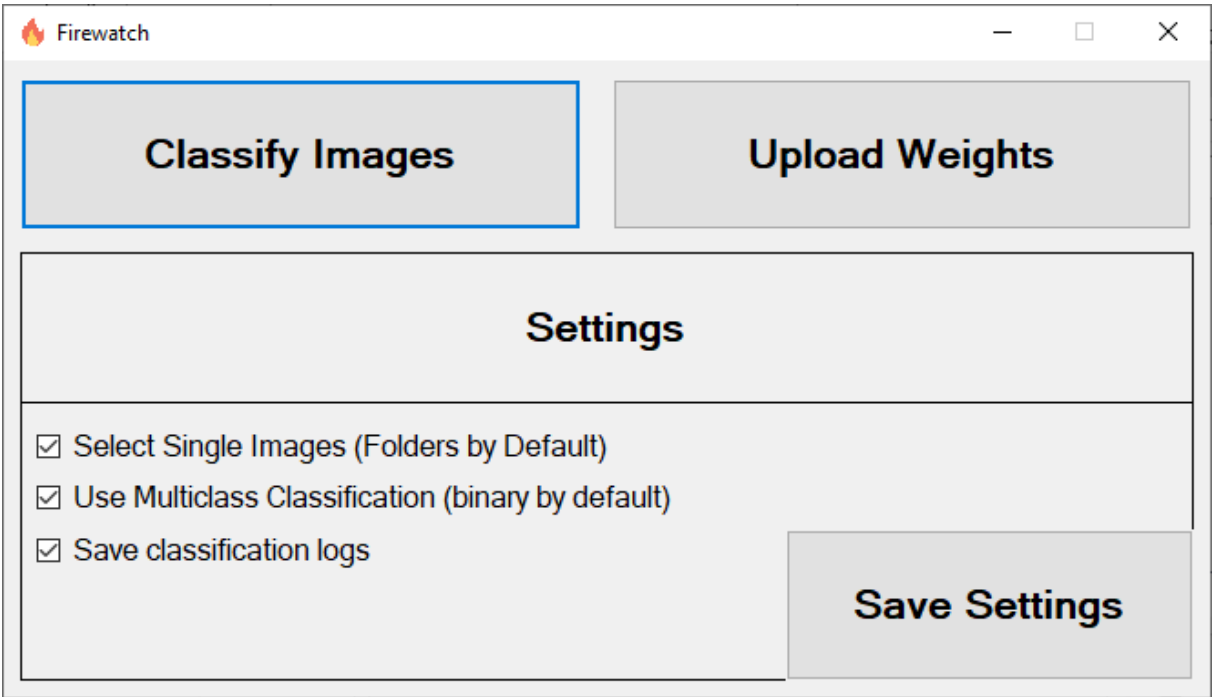 Firewatch
Classify Images
Upload Weights
Settings
Select Single Images (Folders by Default)
Use Multiclass Classification (binary by default)
Save classification logs
Save Settings